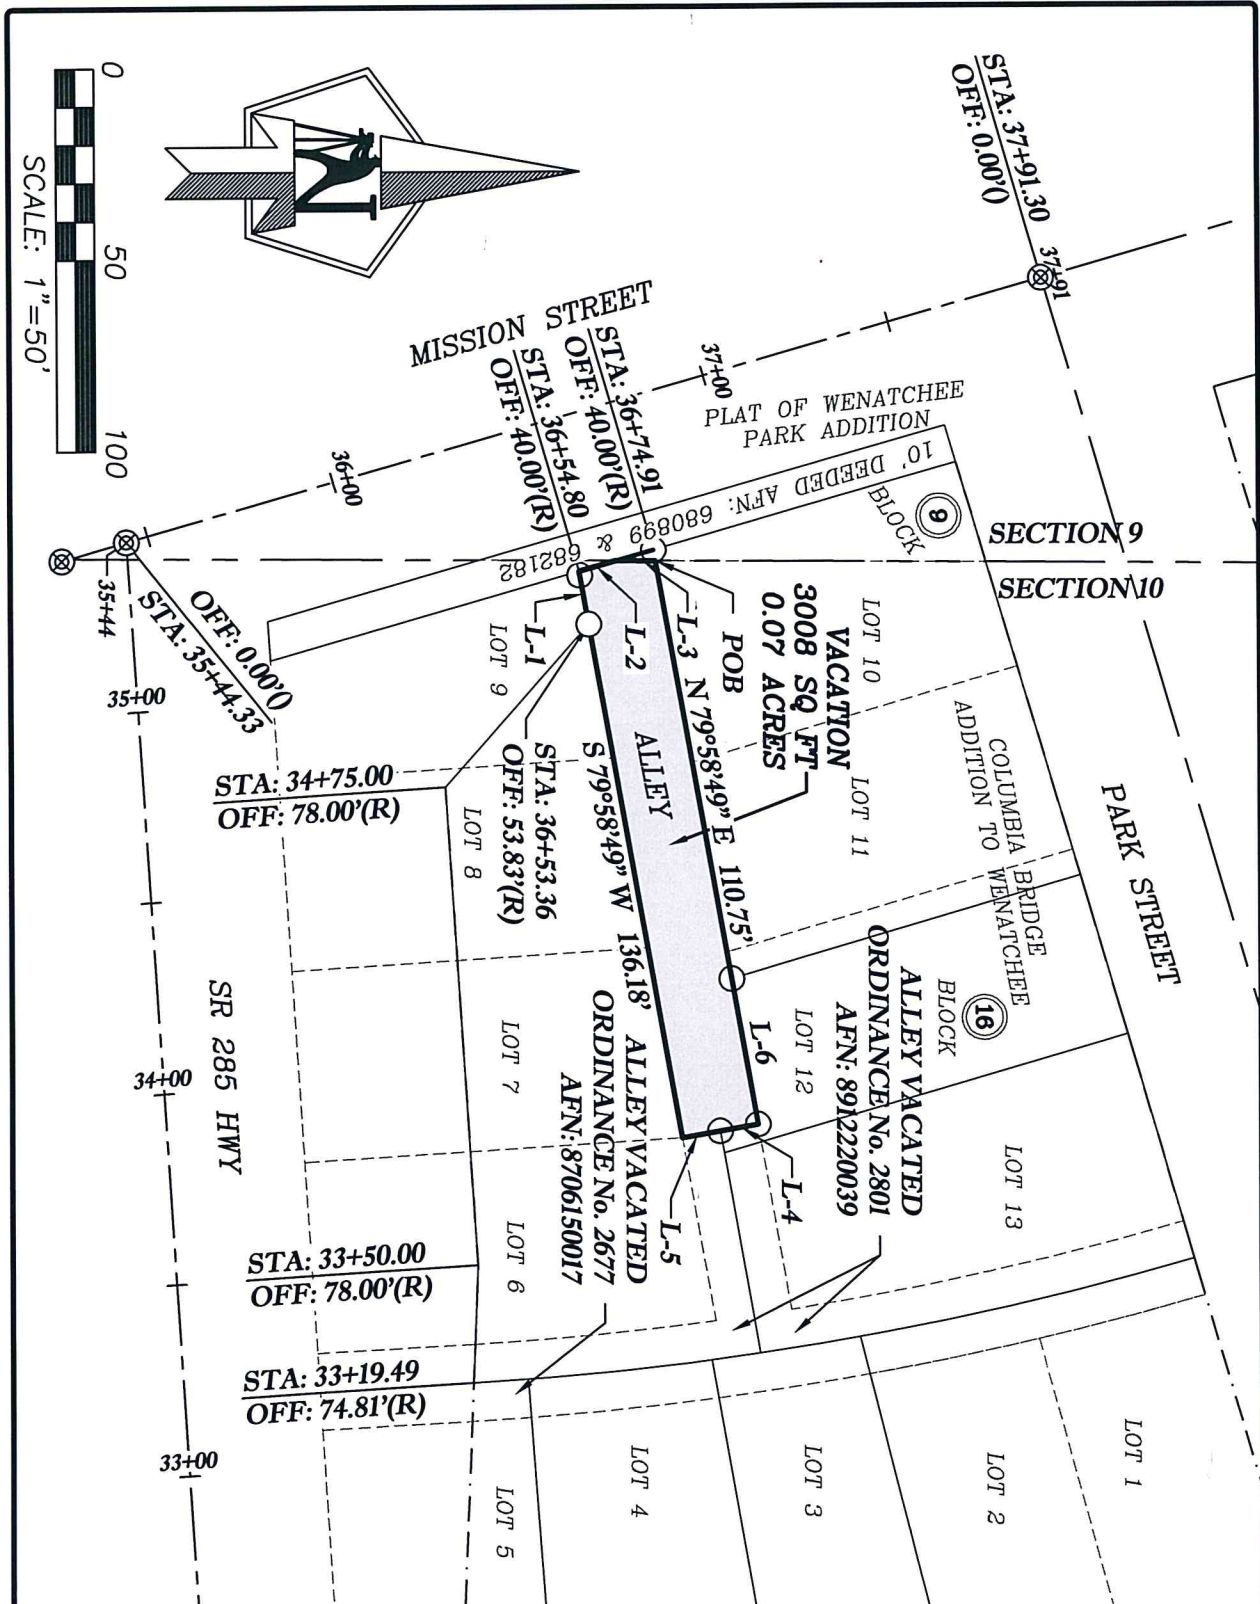 0
50
100
SCALE: 1"=50'
STA: 37+91.30
OFF: 0.00'()
37+91
MISSION STREET
37+00
36+00
STA: 36+74.91
OFF: 40.00'(R)
STA: 36+54.80
OFF: 40.00'(R)
PLAT OF WENATCHEE
PARK ADDITION
10' DEEDED AFN: 680899 & 682182
BLOCK
8
SECTION 9
SECTION 10
35+44
OFF: 0.00'()
STA: 35+44.33
35+00
L-1
L-2
L-3
POB
LOT 9
LOT 10
VACATION
3008 SQ FT
0.07 ACRES
N 79°58'49" E 110.75'
ALLEY
S 79°58'49" W 136.18'
STA: 36+53.36
OFF: 53.83'(R)
STA: 34+75.00
OFF: 78.00'(R)
LOT 8
LOT 11
COLUMBIA BRIDGE
ADDITION TO WENATCHEE
PARK STREET
BLOCK
16
ALLEY VACATED
ORDINANCE No. 2801
AFN: 8912220039
L-6
LOT 12
LOT 13
L-4
L-5
ALLEY VACATED
ORDINANCE No. 2677
AFN:8706150017
LOT 7
LOT 6
SR 285 HWY
34+00
STA: 33+50.00
OFF: 78.00'(R)
STA: 33+19.49
OFF: 74.81'(R)
33+00
LOT 1
LOT 2
LOT 3
LOT 4
LOT 5